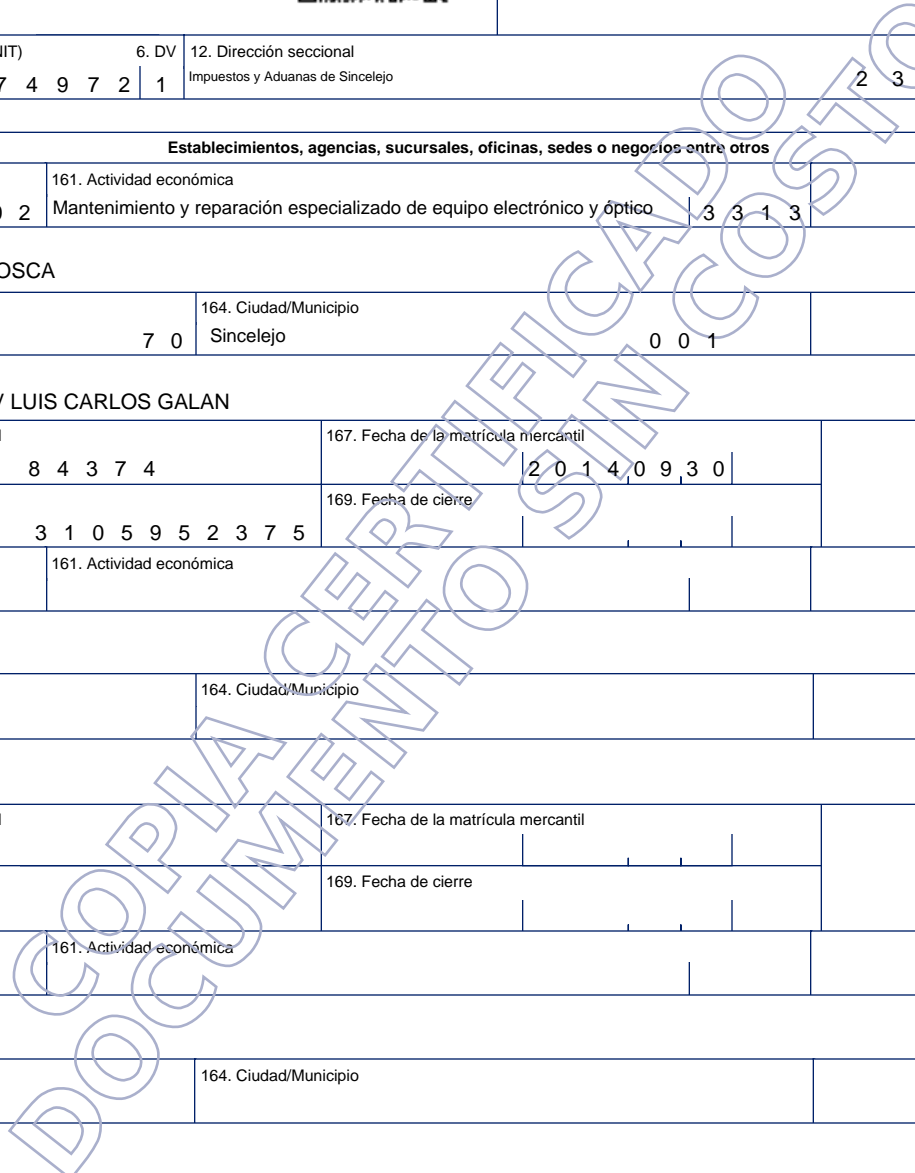 NIT) 6. DV 12. Dirección seccional
7 4 9 7 2 1 Impuestos y Aduanas de Sincelejo 2 3
Establecimientos, agencias, sucursales, oficinas, sedes o negocios entre otros
161. Actividad económica
2 Mantenimiento y reparación especializado de equipo electrónico y óptico 3 3 1 3
OSCA
164. Ciudad/Municipio
7 0 Sincelejo 0 0 1
LUIS CARLOS GALAN
167. Fecha de la matrícula mercantil
8 4 3 7 4 2 0 1 4 0 9 3 0
169. Fecha de cierre
3 1 0 5 9 5 2 3 7 5
161. Actividad económica
164. Ciudad/Municipio
167. Fecha de la matrícula mercantil
169. Fecha de cierre
161. Actividad económica
164. Ciudad/Municipio
COPIA CERTIFICADO
DOCUMENTO SIN COSTO